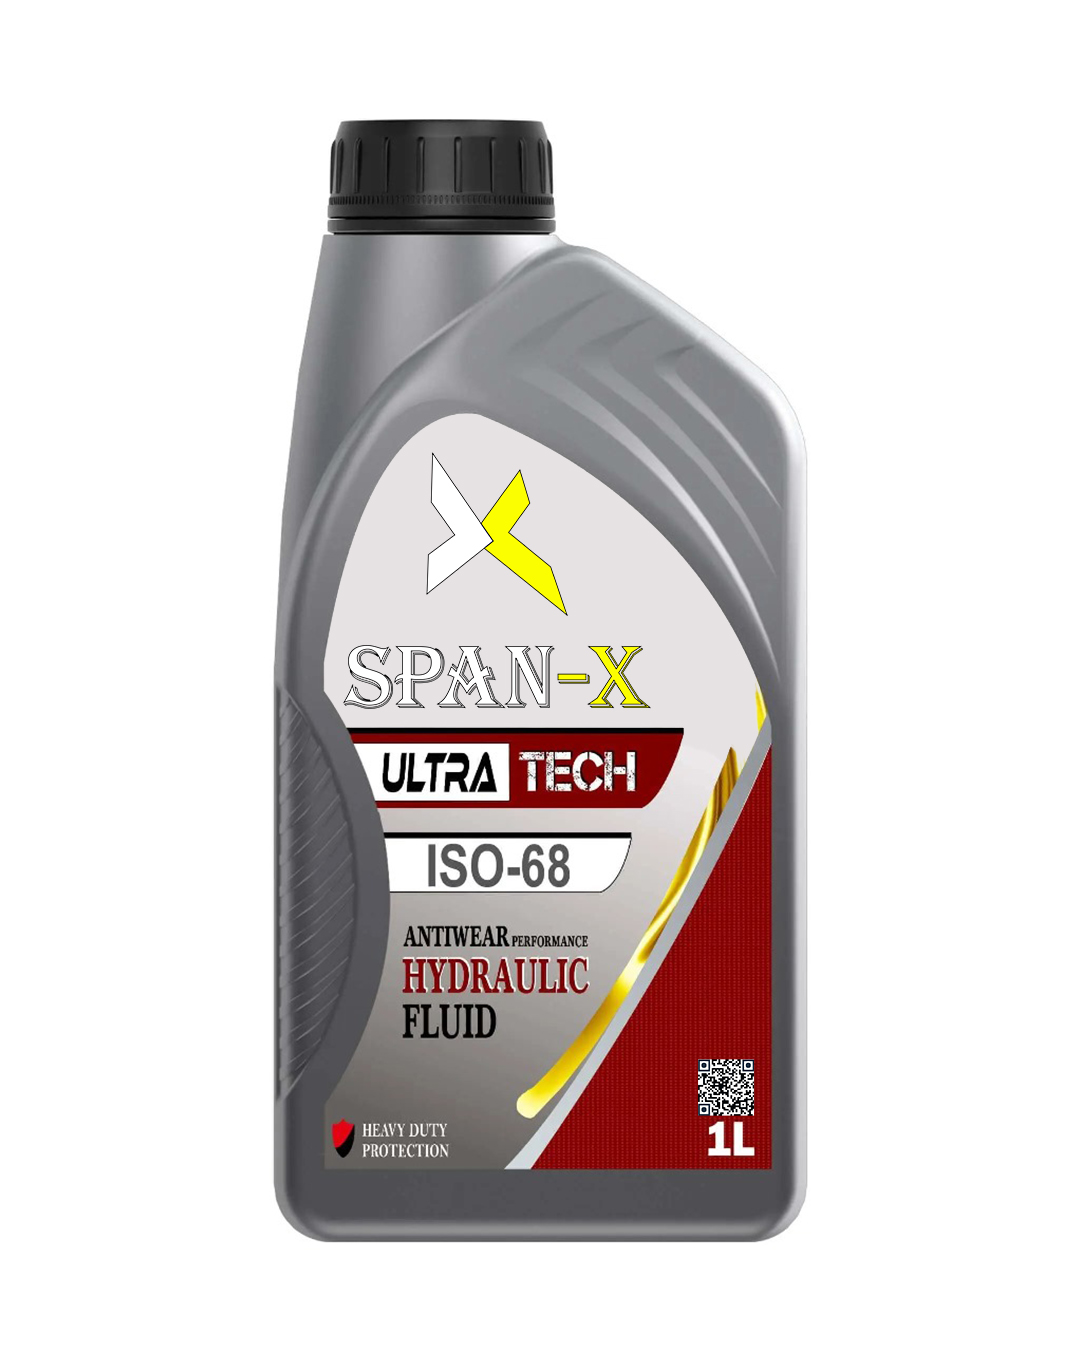 SPAN-X
ULTRA TECH
ISO-68
ANTIWEAR PERFORMANCE
HYDRAULIC
FLUID
HEAVY DUTY
PROTECTION
1L